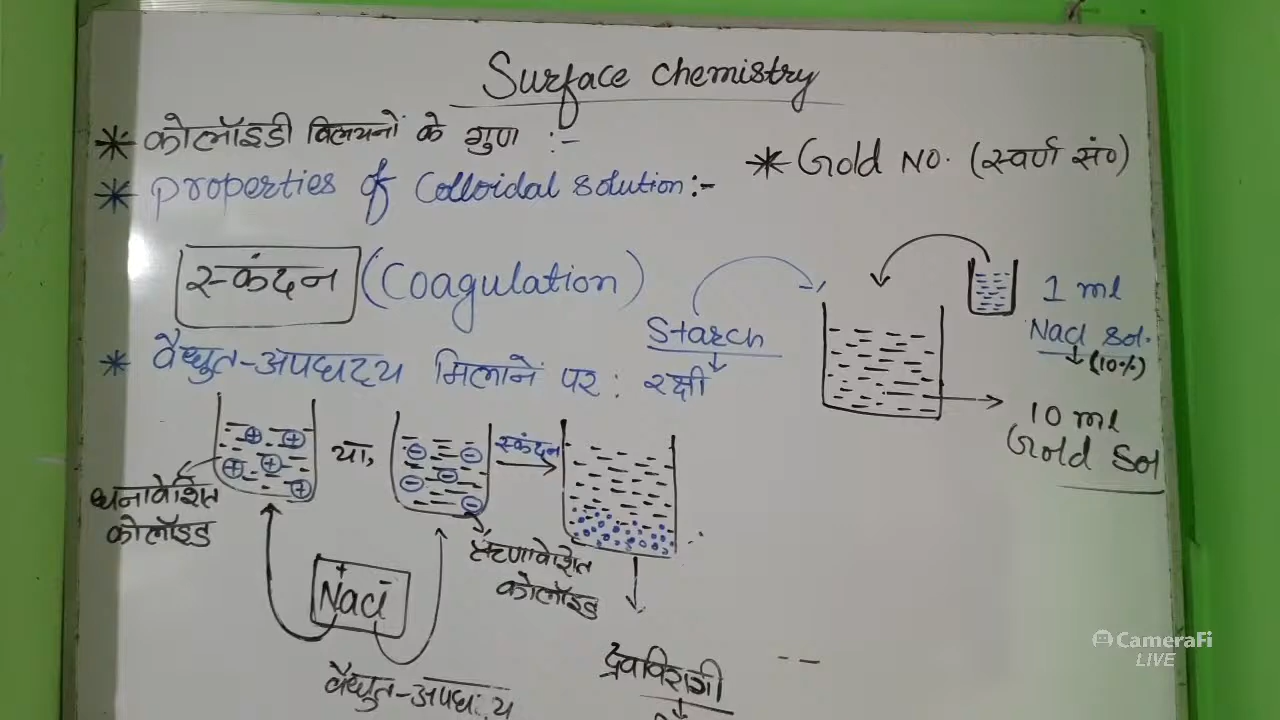 Surface chemistry
* कोलॉइडी विलयनों के गुण :-
* Properties of Colloidal solution :-
* Gold No. (स्वर्ण सं०)
स्कंदन (Coagulation)
* वैद्युत-अपघट्य मिलाने पर :
धनावेशित
कोलॉइड
या,
स्कंदन
ऋणावेशित
कोलॉइड
Nacl
वैद्युत-अपघट्य
द्रवविरागी
Starch
रक्षी
1 ml
Nacl sol.
(10%)
10 ml
Gold Sol
CameraFi
LIVE